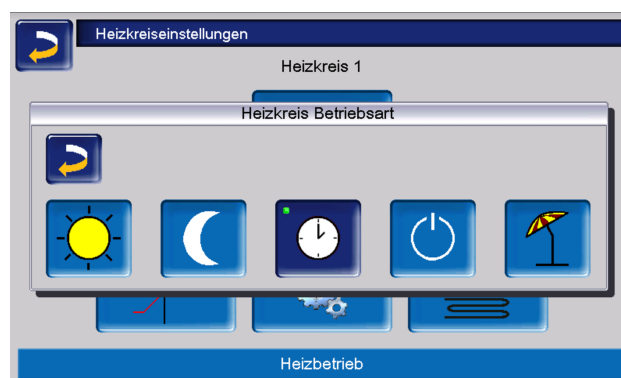 Heizkreiseinstellungen
Heizkreis 1
Heizkreis Betriebsart
Heizbetrieb